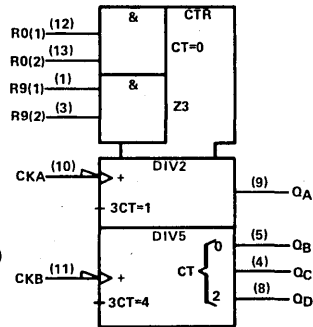 & CTR
R0(1) (12)
CT=0
R0(2) (13)
R9(1) (1)
&
R9(2) (3)
Z3
DIV2
CKA (10) +
(9) QA
3CT=1
DIV5
(5) QB
0
CKB (11) +
CT {
(4) QC
3CT=4
2
(8) QD
)